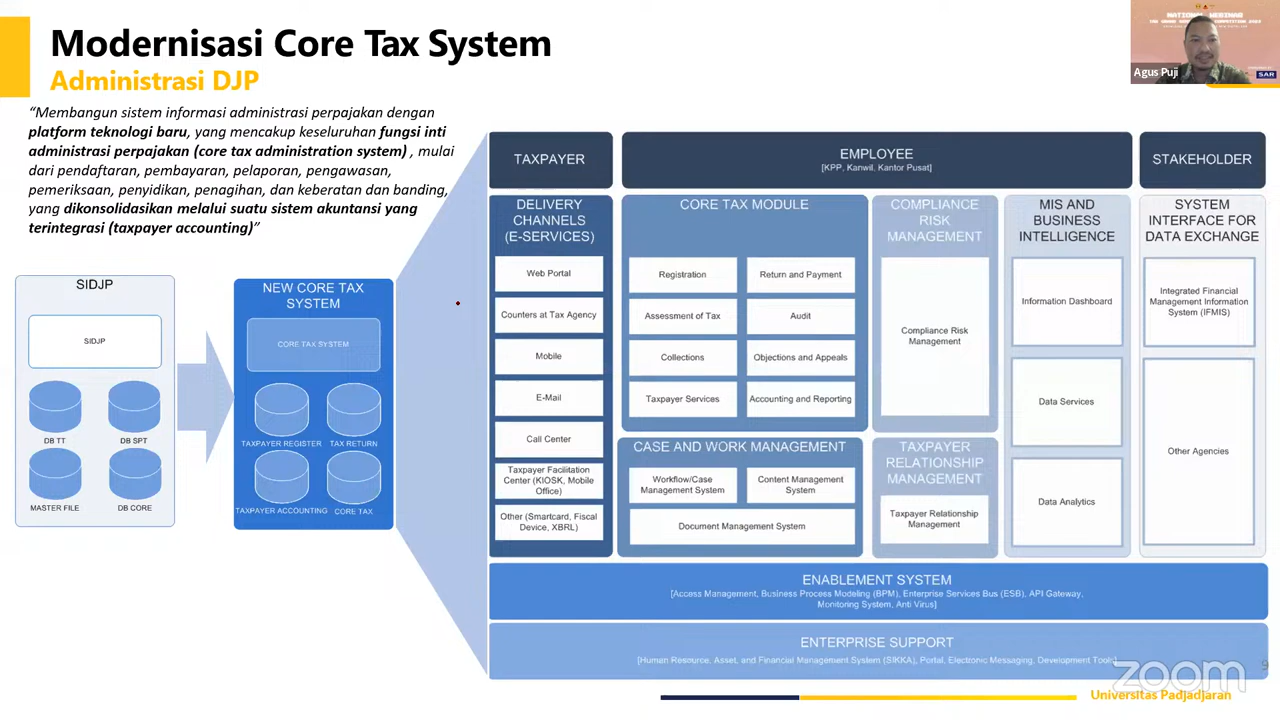 Modernisasi Core Tax System
Administrasi DJP
“Membangun sistem informasi administrasi perpajakan dengan
platform teknologi baru, yang mencakup keseluruhan fungsi inti
administrasi perpajakan (core tax administration system) , mulai
dari pendaftaran, pembayaran, pelaporan, pengawasan,
pemeriksaan, penyidikan, penagihan, dan keberatan dan banding,
yang dikonsolidasikan melalui suatu sistem akuntansi yang
terintegrasi (taxpayer accounting)”
NATIONAL WEBINAR
Agus Puji
SAR
SIDJP
SIDJP
DB TT
DB SPT
MASTER FILE
DB CORE
NEW CORE TAX
SYSTEM
CORE TAX SYSTEM
TAXPAYER REGISTER
TAX RETURN
TAXPAYER ACCOUNTING
CORE TAX
TAXPAYER
EMPLOYEE
[KPP, Kanwil, Kantor Pusat]
STAKEHOLDER
DELIVERY
CHANNELS
(E-SERVICES)
Web Portal
Counters at Tax Agency
Mobile
E-Mail
Call Center
Taxpayer Facilitation
Center (KIOSK, Mobile
Office)
Other (Smartcard, Fiscal
Device, XBRL)
CORE TAX MODULE
Registration
Return and Payment
Assessment of Tax
Audit
Collections
Objections and Appeals
Taxpayer Services
Accounting and Reporting
CASE AND WORK MANAGEMENT
Workflow/Case
Management System
Content Management
System
Document Management System
COMPLIANCE
RISK
MANAGEMENT
Compliance Risk
Management
TAXPAYER
RELATIONSHIP
MANAGEMENT
Taxpayer Relationship
Management
MIS AND
BUSINESS
INTELLIGENCE
Information Dashboard
Data Services
Data Analytics
SYSTEM
INTERFACE FOR
DATA EXCHANGE
Integrated Financial
Management Information
System (IFMIS)
Other Agencies
ENABLEMENT SYSTEM
[Access Management, Business Process Modeling (BPM), Enterprise Services Bus (ESB), API Gateway,
Monitoring System, Anti Virus]
ENTERPRISE SUPPORT
[Human Resource, Asset, and Financial Management System (SIKKA), Portal, Electronic Messaging, Development Tools]
zoom
9
Universitas Padjadjaran